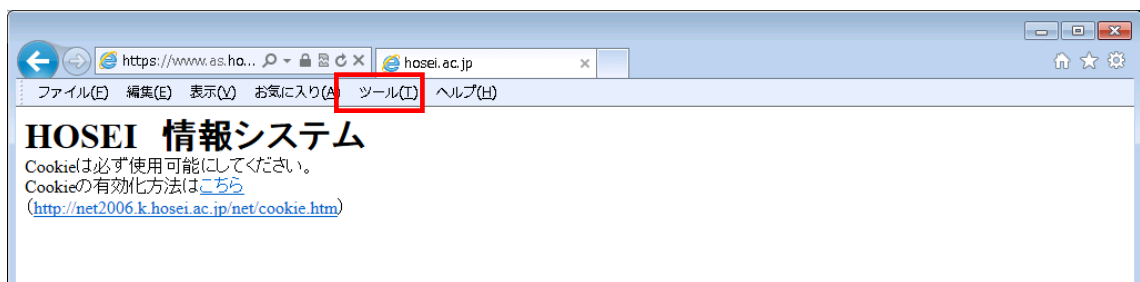 https://www.as.ho... hosei.ac.jp
ファイル(F) 編集(E) 表示(V) お気に入り(A) ツール(T) ヘルプ(H)
HOSEI 情報システム
Cookieは必ず使用可能にしてください。
Cookieの有効化方法はこちら
(http://net2006.k.hosei.ac.jp/net/cookie.htm)